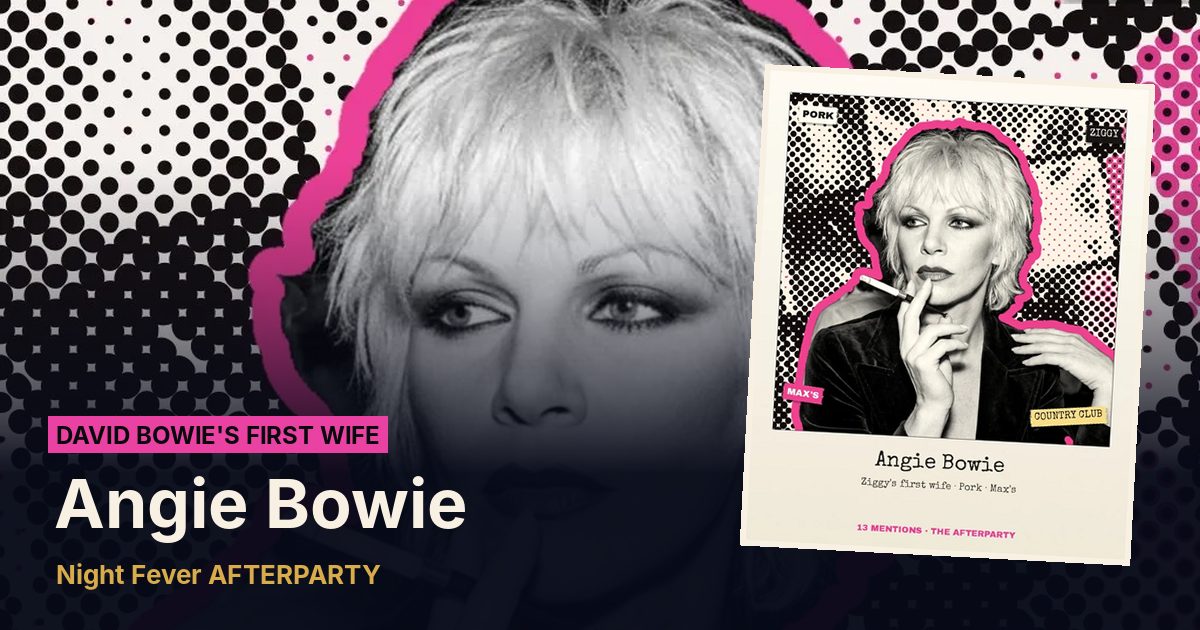 DAVID BOWIE'S FIRST WIFE
Angie Bowie
Night Fever AFTERPARTY
PORK
ZIGGY
MAX'S
COUNTRY CLUB
Angie Bowie
Ziggy's first wife · Pork · Max's
13 MENTIONS · THE AFTERPARTY